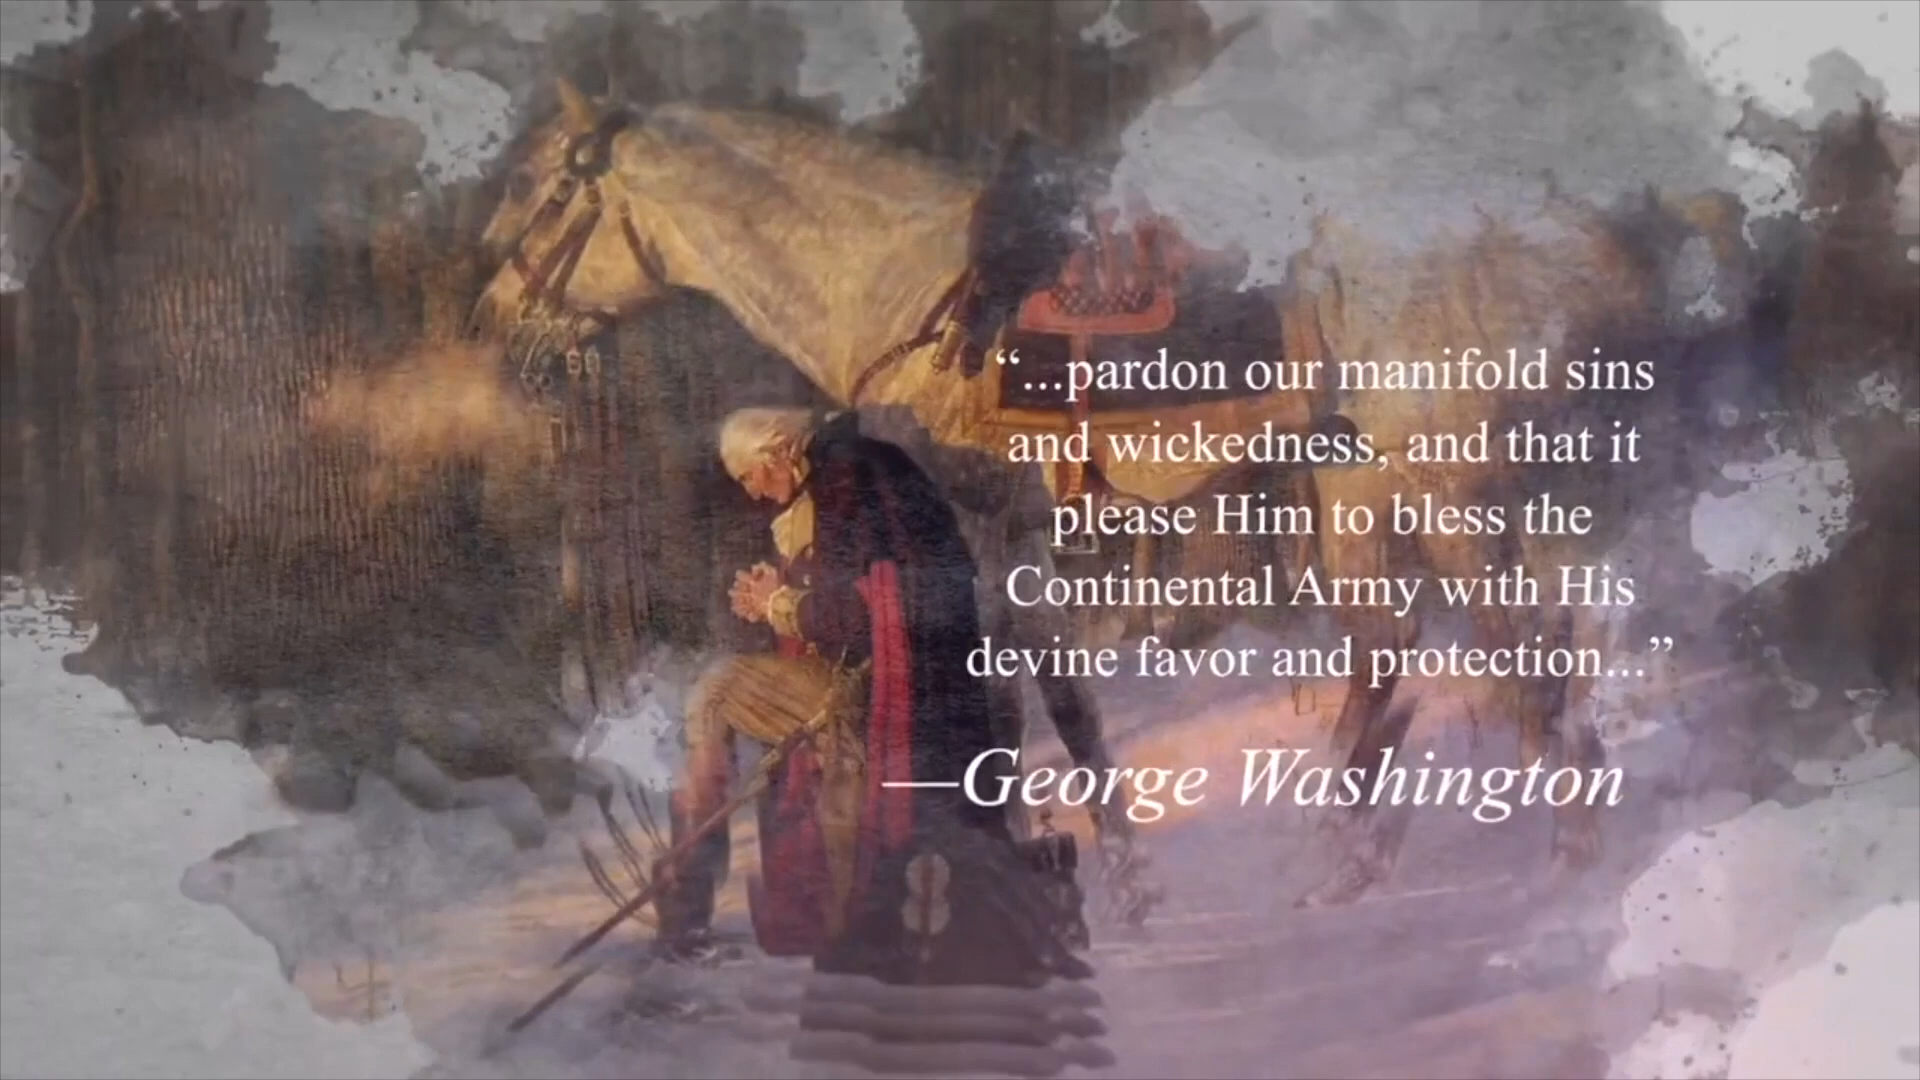 “...pardon our manifold sins
and wickedness, and that it
please Him to bless the
Continental Army with His
devine favor and protection...”
—George Washington